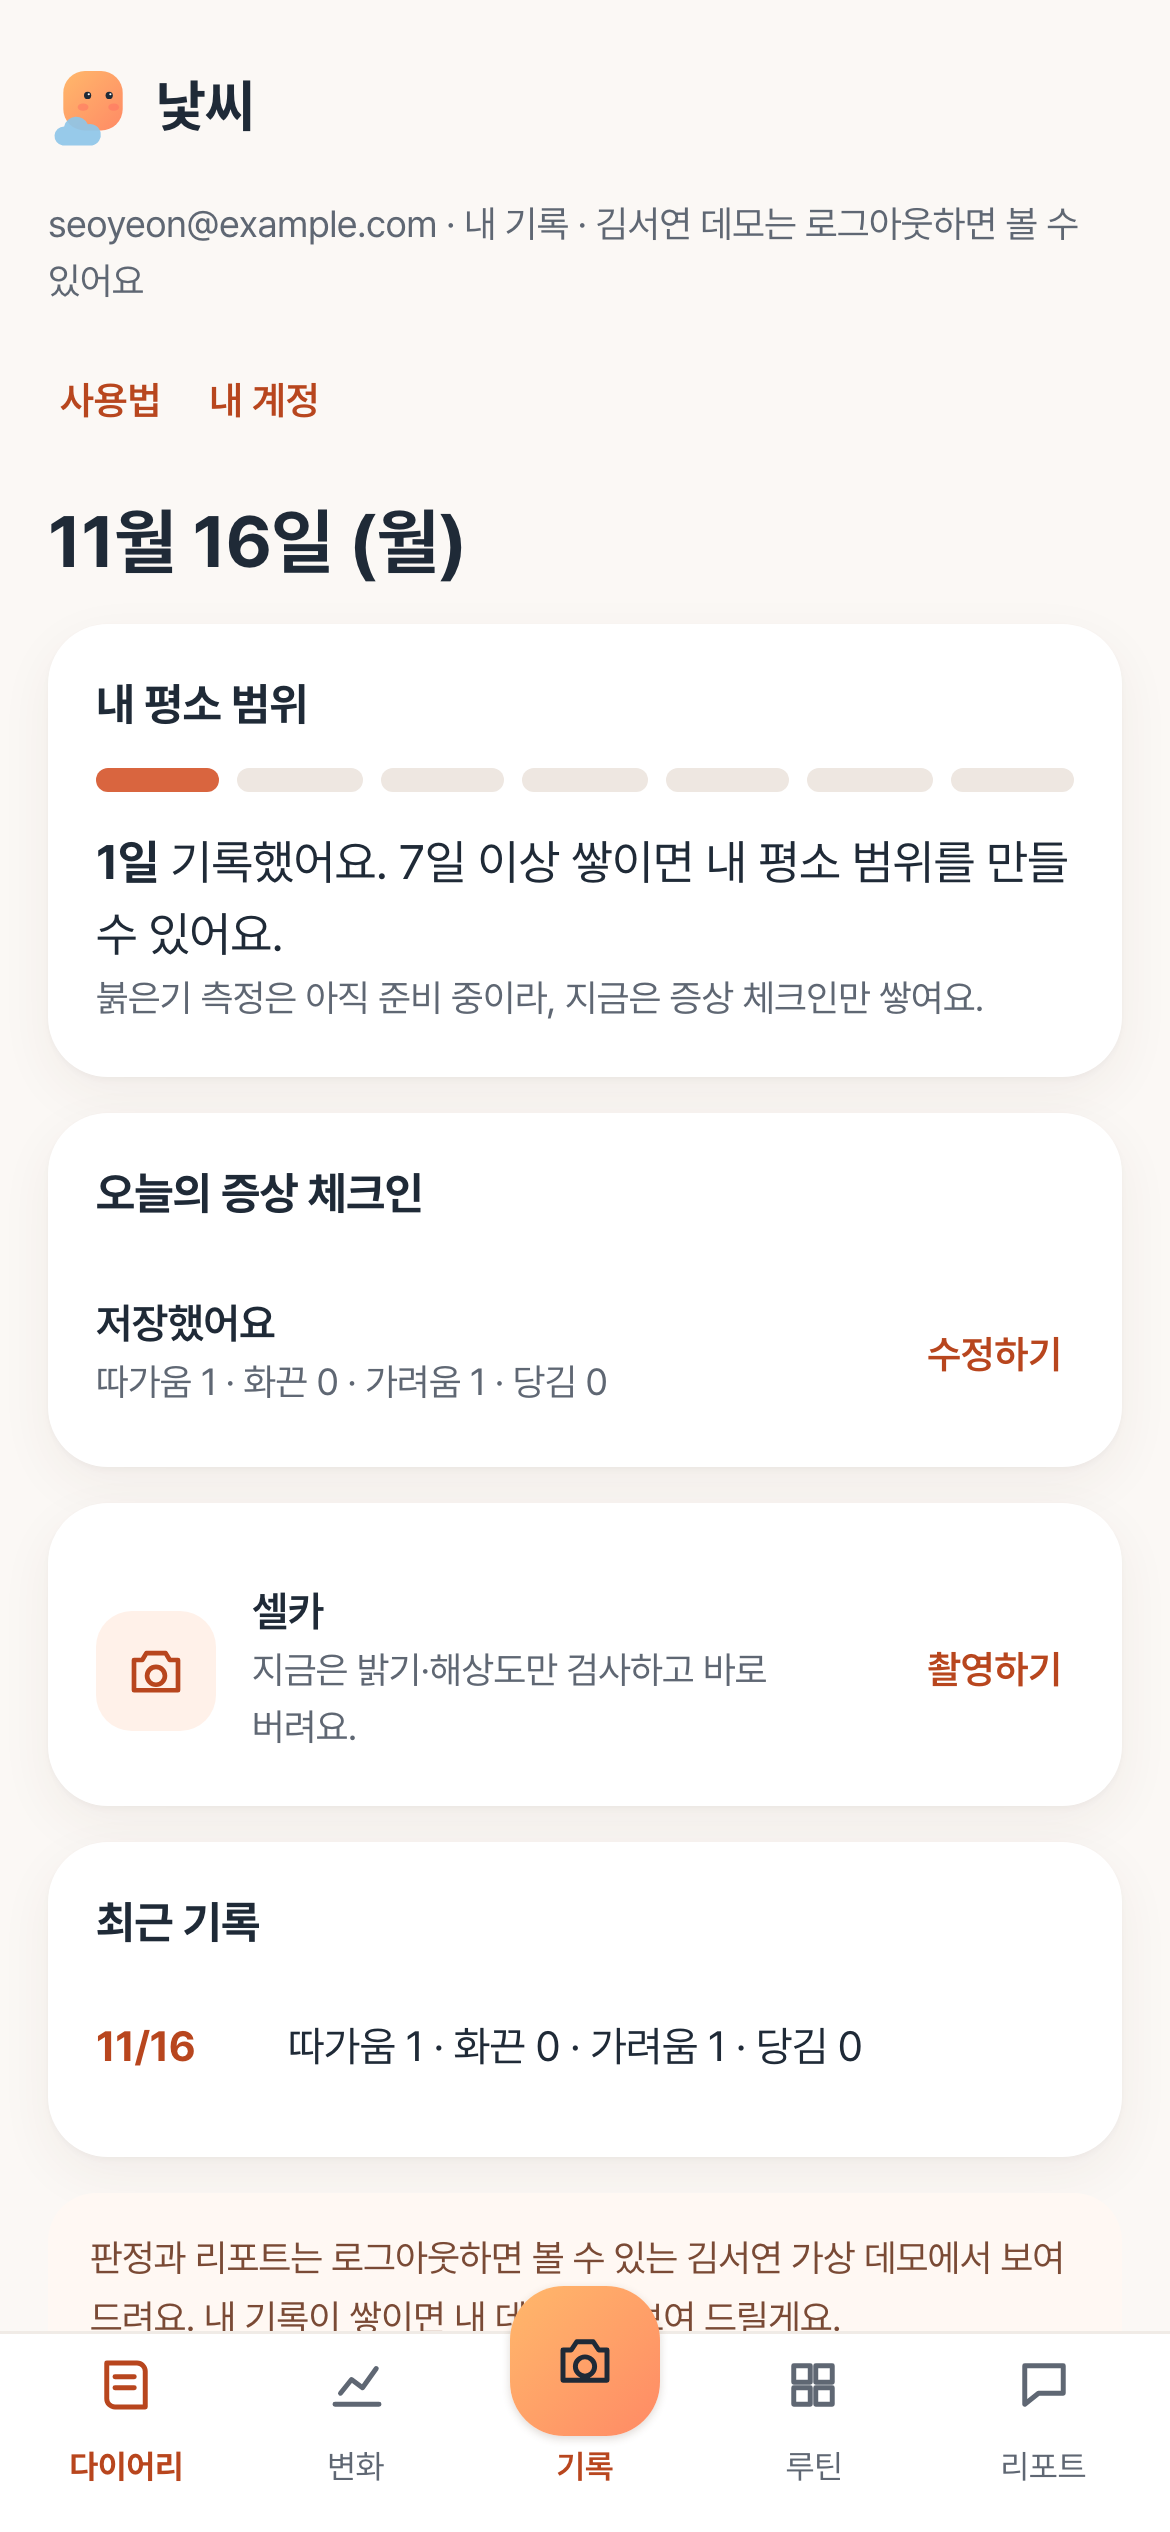 낯씨
seoyeon@example.com · 내 기록 · 김서연 데모는 로그아웃하면 볼 수
있어요
사용법 내 계정
11월 16일 (월)
내 평소 범위
1일 기록했어요. 7일 이상 쌓이면 내 평소 범위를 만들
수 있어요.
붉은기 측정은 아직 준비 중이라, 지금은 증상 체크인만 쌓여요.
오늘의 증상 체크인
저장했어요
따가움 1 · 화끈 0 · 가려움 1 · 당김 0
수정하기
셀카
지금은 밝기·해상도만 검사하고 바로
버려요.
촬영하기
최근 기록
11/16 따가움 1 · 화끈 0 · 가려움 1 · 당김 0
판정과 리포트는 로그아웃하면 볼 수 있는 김서연 가상 데모에서 보여
드려요. 내 기록이 쌓이면 내 드릴게요.
다이어리 변화 기록 루틴 리포트